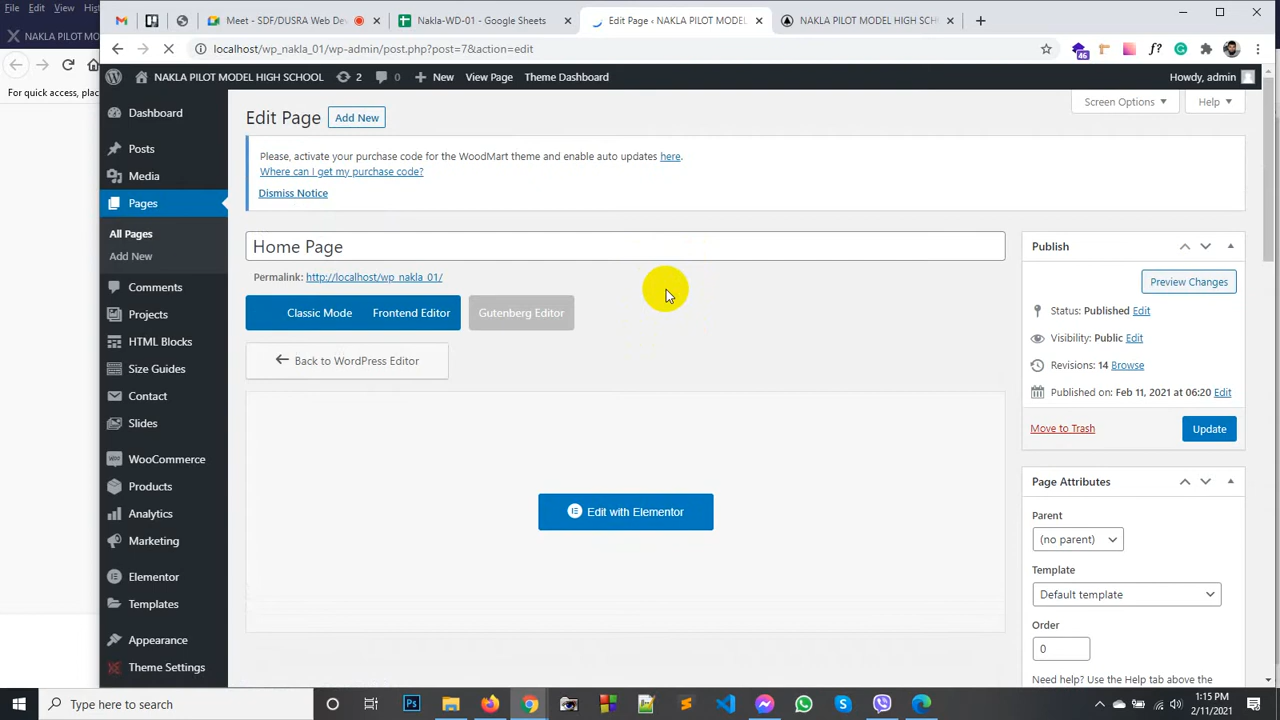 File Edit View Hist
Meet - SDF/DUSRA Web De
Nakla-WD-01 - Google Sheets
Edit Page ‹ NAKLA PILOT MODEL
NAKLA PILOT MODEL HIGH SCH
NAKLA PILOT M
localhost/wp_nakla_01/wp-admin/post.php?post=7&action=edit
46
f?
For quick access, plac
NAKLA PILOT MODEL HIGH SCHOOL 2 0 New View Page Theme Dashboard
Howdy, admin
Screen Options Help
Dashboard
Posts
Media
Pages
All Pages
Add New
Comments
Projects
HTML Blocks
Size Guides
Contact
Slides
WooCommerce
Products
Analytics
Marketing
Elementor
Templates
Appearance
Theme Settings
Edit Page Add New
Please, activate your purchase code for the WoodMart theme and enable auto updates here.
Where can I get my purchase code?
Dismiss Notice
Home Page
Permalink: http://localhost/wp_nakla_01/
Classic Mode Frontend Editor Gutenberg Editor
Back to WordPress Editor
Edit with Elementor
Publish
Preview Changes
Status: Published Edit
Visibility: Public Edit
Revisions: 14 Browse
Published on: Feb 11, 2021 at 06:20 Edit
Move to Trash Update
Page Attributes
Parent
(no parent)
Template
Default template
Order
0
Need help? Use the Help tab above the
Type here to search
Ps
1:15 PM
2/11/2021